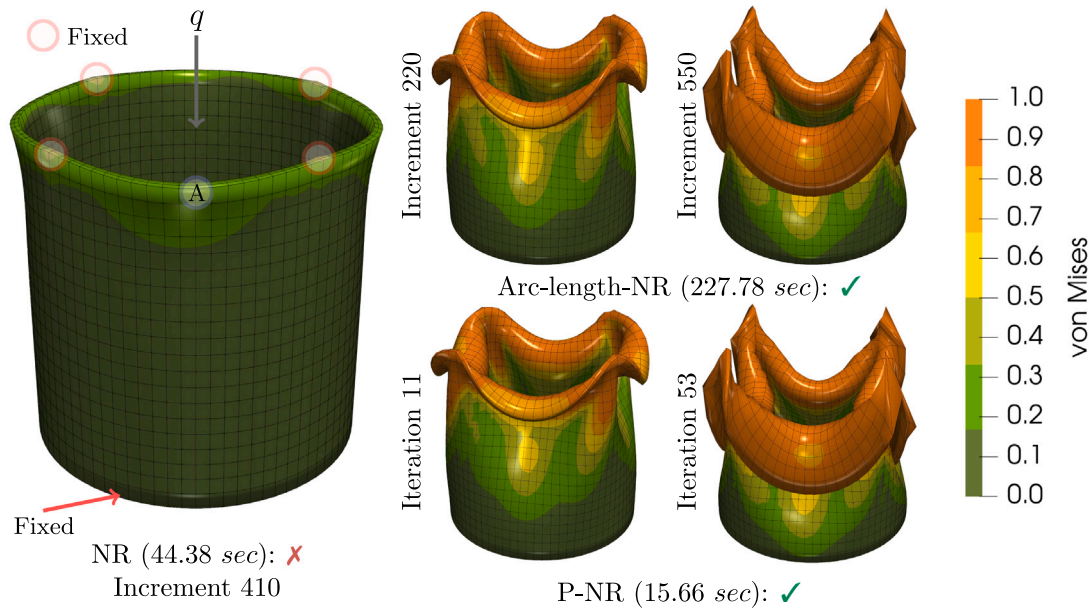 Fixed
q
A
Fixed
NR (44.38 sec): ✗
Increment 410
Increment 220
Increment 550
Arc-length-NR (227.78 sec): ✓
Iteration 11
Iteration 53
P-NR (15.66 sec): ✓
1.0
0.9
0.8
0.7
0.6
0.5
0.4
0.3
0.2
0.1
0.0
von Mises